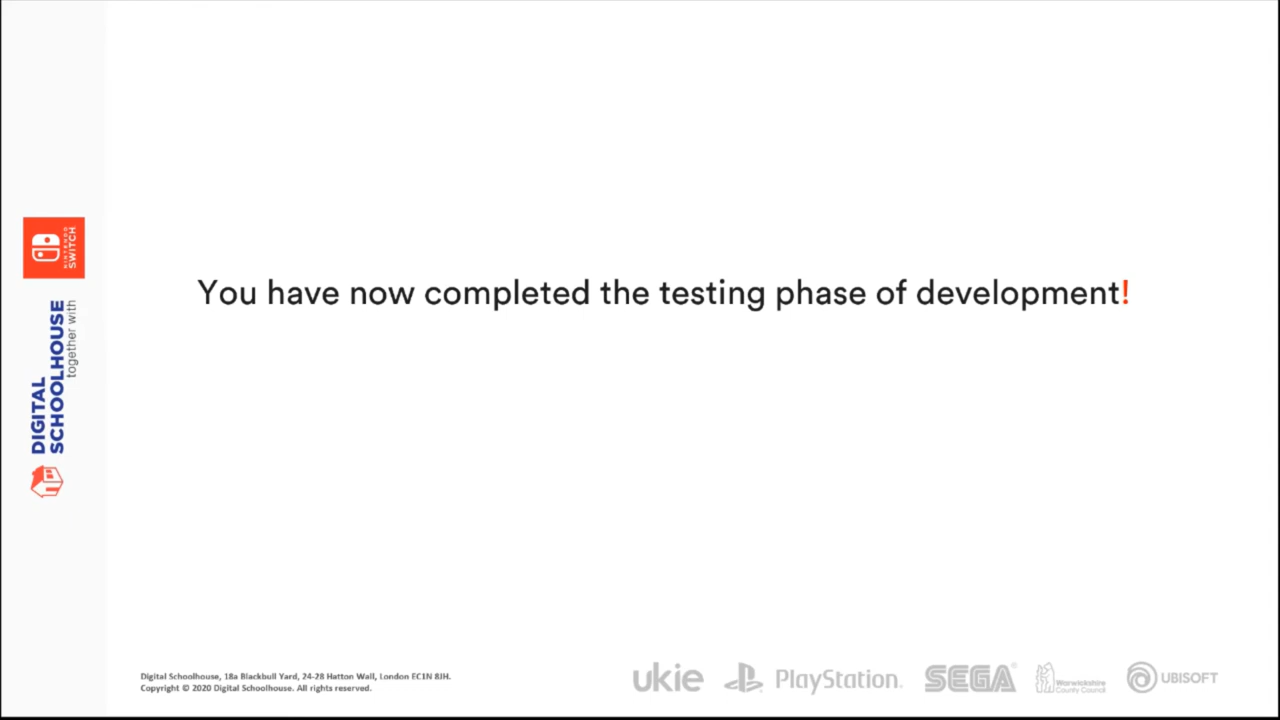 NINTENDO
SWITCH
DIGITAL
SCHOOLHOUSE
together with
You have now completed the testing phase of development!
Digital Schoolhouse, 18a Blackbull Yard, 24-28 Hatton Wall, London EC1N 8JH.
Copyright © 2020 Digital Schoolhouse. All rights reserved.
ukie
PlayStation.
SEGA®
Warwickshire
County Council
UBISOFT